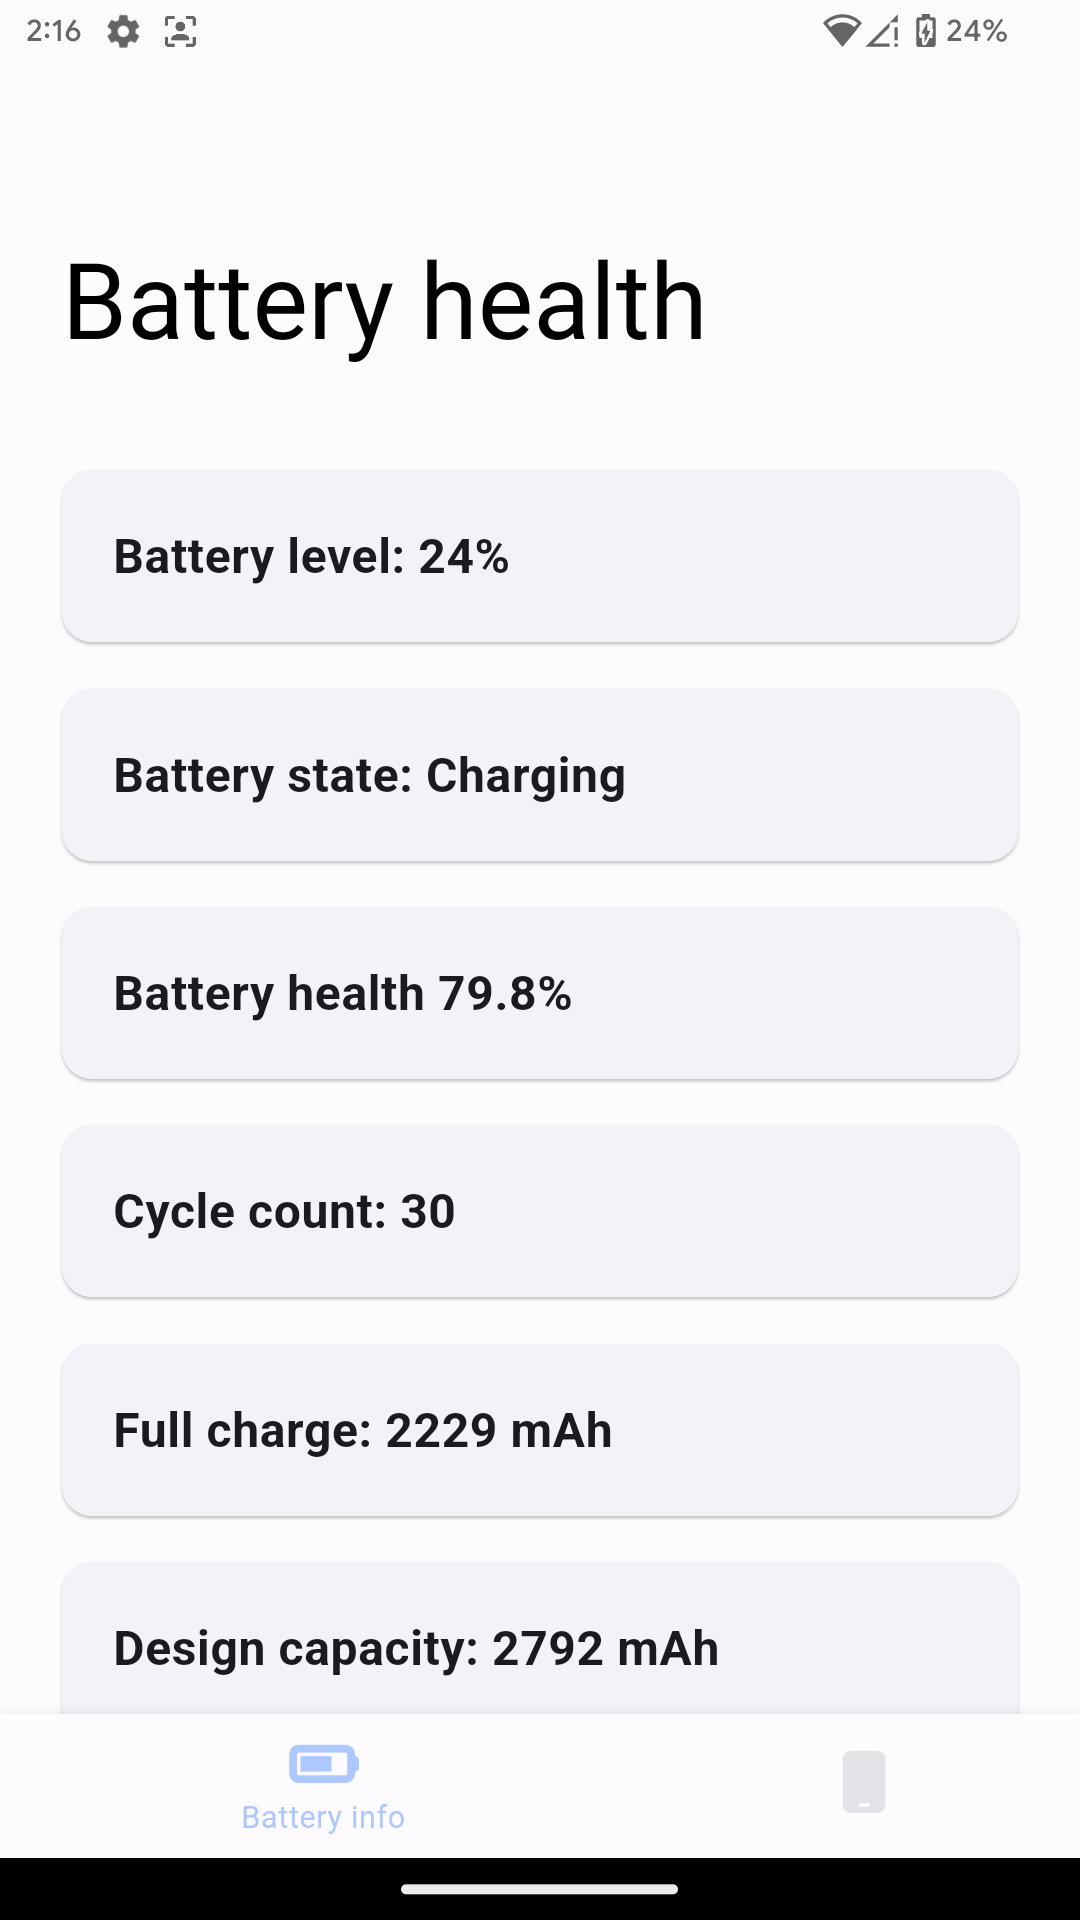 2:16 24%
Battery health
Battery level: 24%
Battery state: Charging
Battery health 79.8%
Cycle count: 30
Full charge: 2229 mAh
Design capacity: 2792 mAh
Battery info